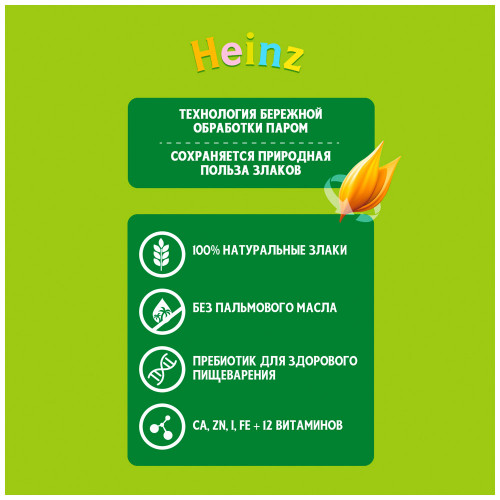 Heinz
ТЕХНОЛОГИЯ БЕРЕЖНОЙ
ОБРАБОТКИ ПАРОМ
СОХРАНЯЕТСЯ ПРИРОДНАЯ
ПОЛЬЗА ЗЛАКОВ
100% НАТУРАЛЬНЫЕ ЗЛАКИ
БЕЗ ПАЛЬМОВОГО МАСЛА
ПРЕБИОТИК ДЛЯ ЗДОРОВОГО
ПИЩЕВАРЕНИЯ
CA, ZN, I, FE + 12 ВИТАМИНОВ